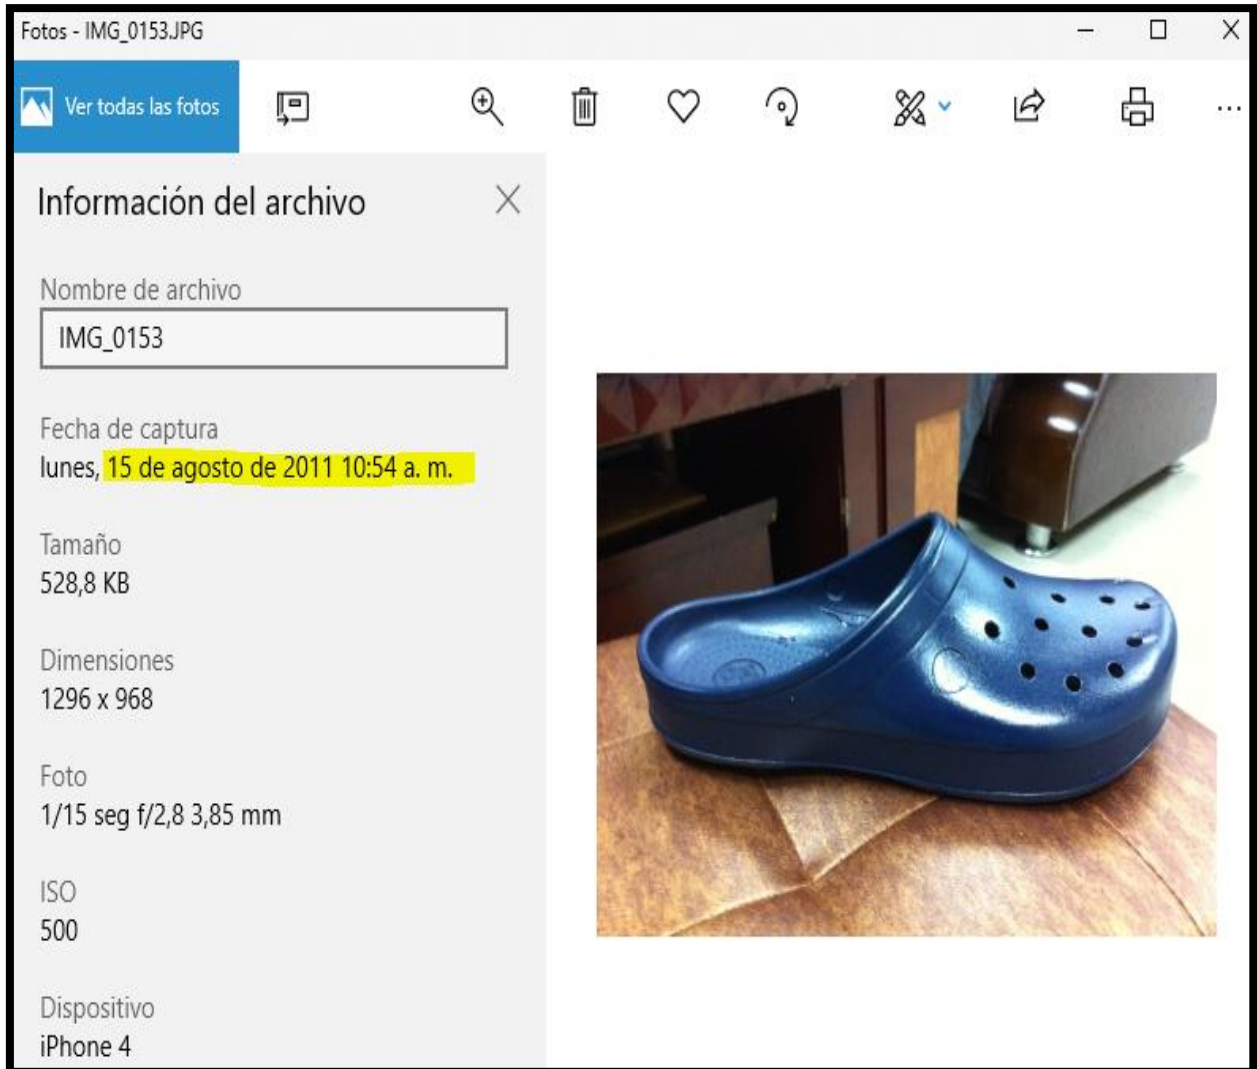 Fotos - IMG_0153.JPG
Ver todas las fotos
Información del archivo
Nombre de archivo
IMG_0153
Fecha de captura
lunes, 15 de agosto de 2011 10:54 a. m.
Tamaño
528,8 KB
Dimensiones
1296 x 968
Foto
1/15 seg f/2,8 3,85 mm
ISO
500
Dispositivo
iPhone 4